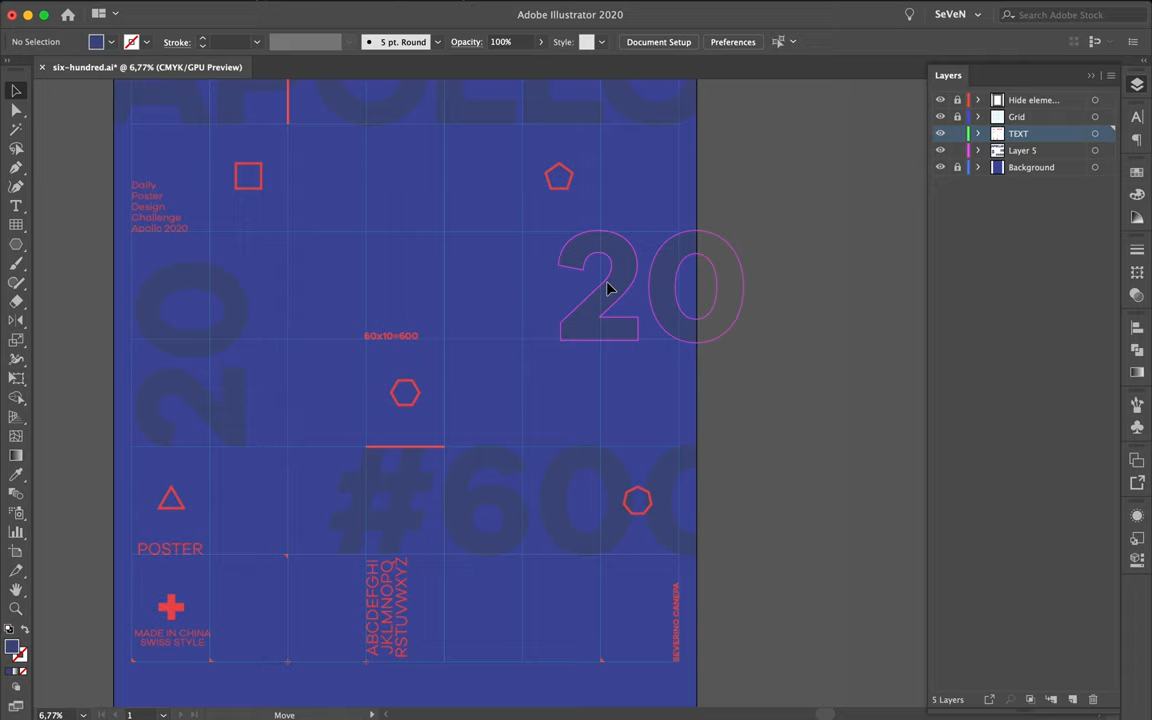 Adobe Illustrator 2020
SeVeN
Search Adobe Stock
No Selection
Stroke:
5 pt. Round
Opacity: 100%
Style:
Document Setup
Preferences
six-hundred.ai* @ 6,77% (CMYK/GPU Preview)
Layers
Hide eleme...
Grid
TEXT
Layer 5
Background
APOLLO
Daily
Poster
Design
Challenge
Apollo 2020
20
20
60x10=600
#600
POSTER
MADE IN CHINA
SWISS STYLE
ABCDEFGHI
JKLMNOPQ
RSTUVWXYZ
SEVERINO CANEPA
5 Layers
6,77%
1
Move